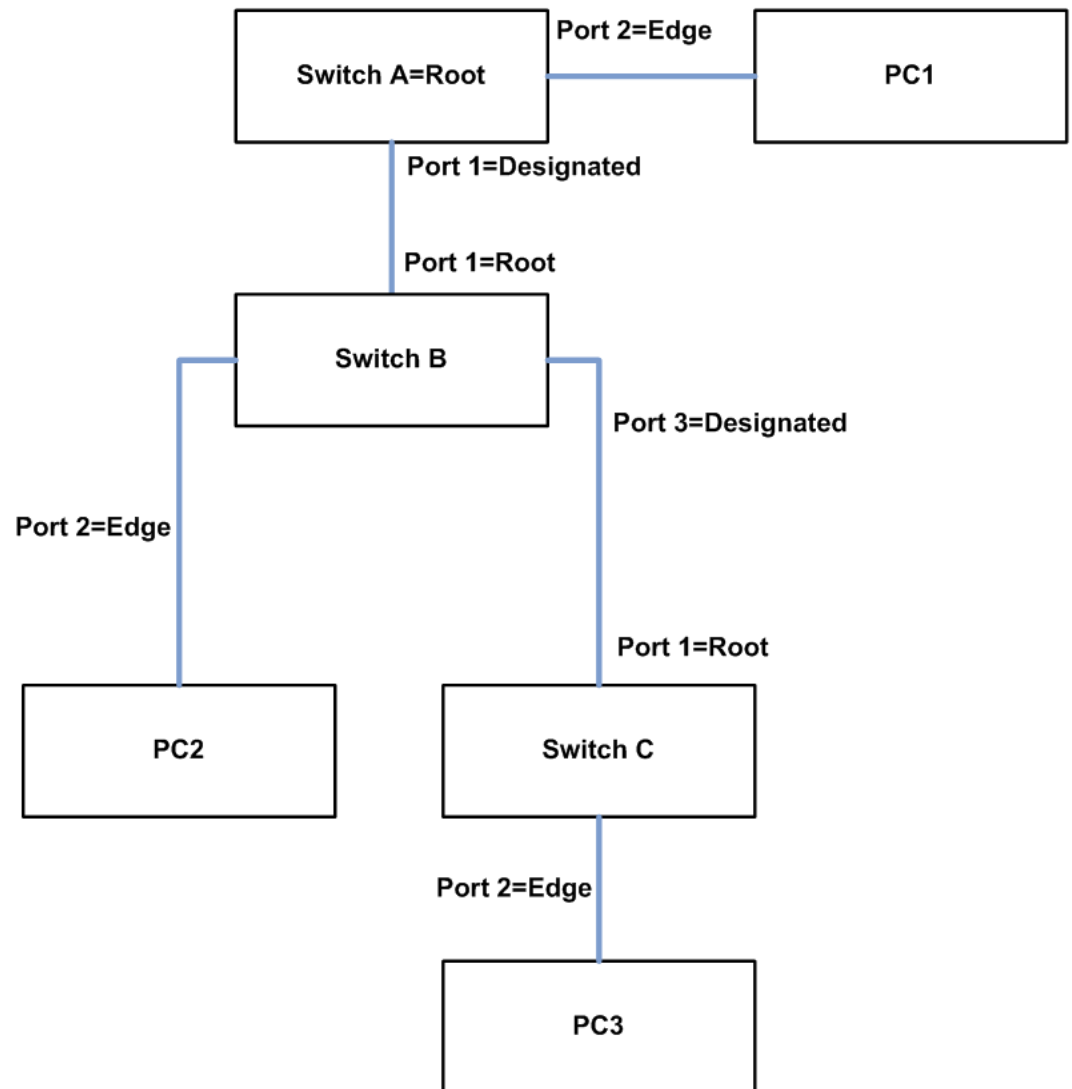 Port 2=Edge
Switch A=Root
PC1
Port 1=Designated
Port 1=Root
Switch B
Port 3=Designated
Port 2=Edge
Port 1=Root
PC2
Switch C
Port 2=Edge
PC3